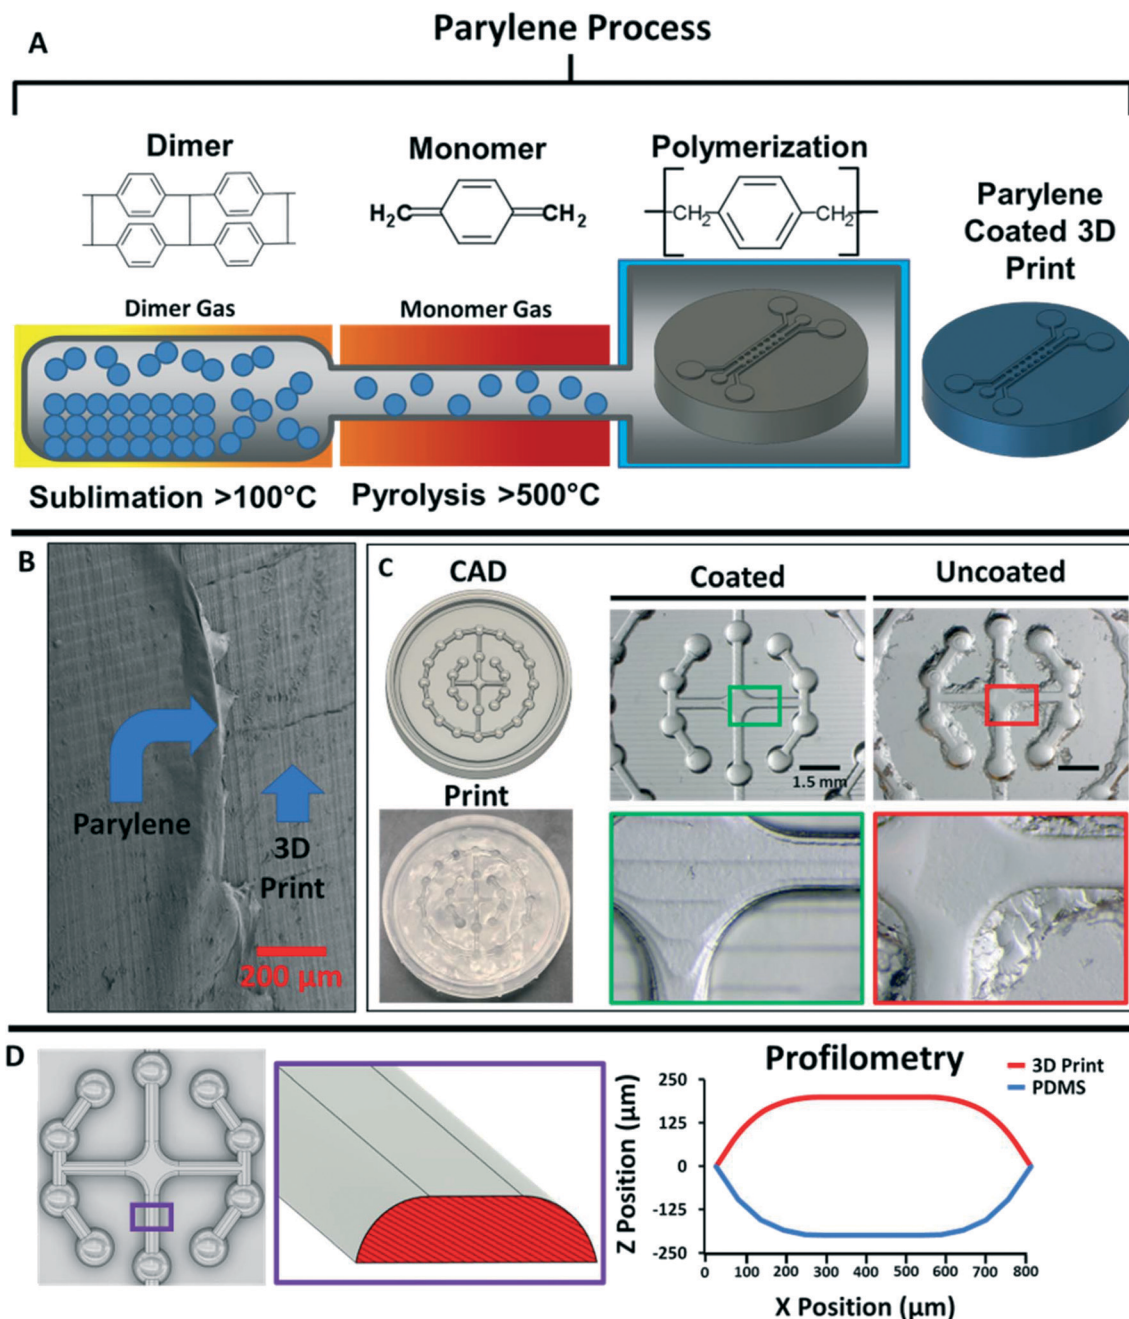 A
Parylene Process
Dimer
Monomer
Polymerization
H₂C
CH₂
CH₂
CH₂
Parylene
Coated 3D
Print
Dimer Gas
Monomer Gas
Sublimation >100°C
Pyrolysis >500°C
B
Parylene
3D
Print
200 μm
C
CAD
Print
Coated
Uncoated
1.5 mm
D
Profilometry
3D Print
PDMS
Z Position (μm)
250
125
0
-125
-250
0
100
200
300
400
500
600
700
800
X Position (μm)